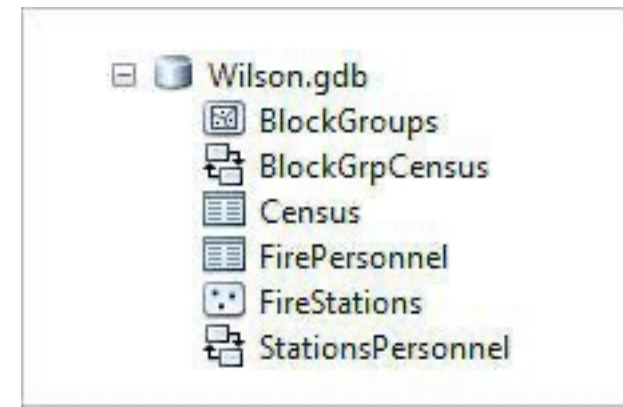 Wilson.gdb
BlockGroups
BlockGrpCensus
Census
FirePersonnel
FireStations
StationsPersonnel